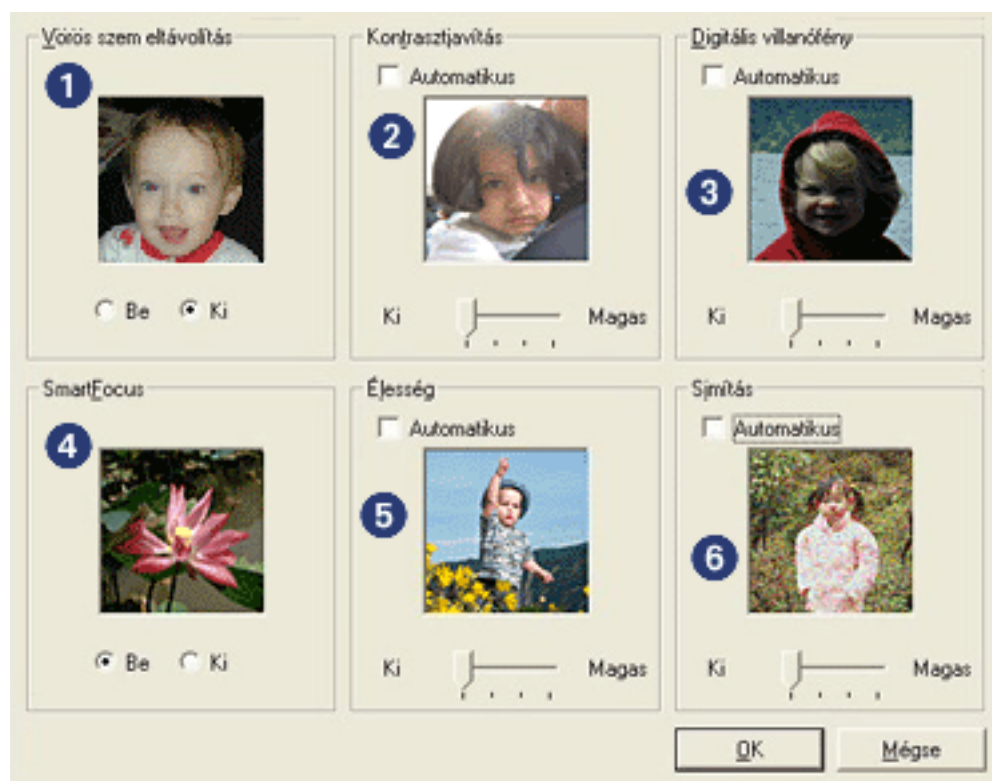 Vörös szem eltávolítás
1
Be Ki
Kontrasztjavítás
Automatikus
2
Ki Magas
Digitális villanófény
Automatikus
3
Ki Magas
SmartFocus
4
Be Ki
Élesség
Automatikus
5
Ki Magas
Simítás
Automatikus
6
Ki Magas
OK Mégse